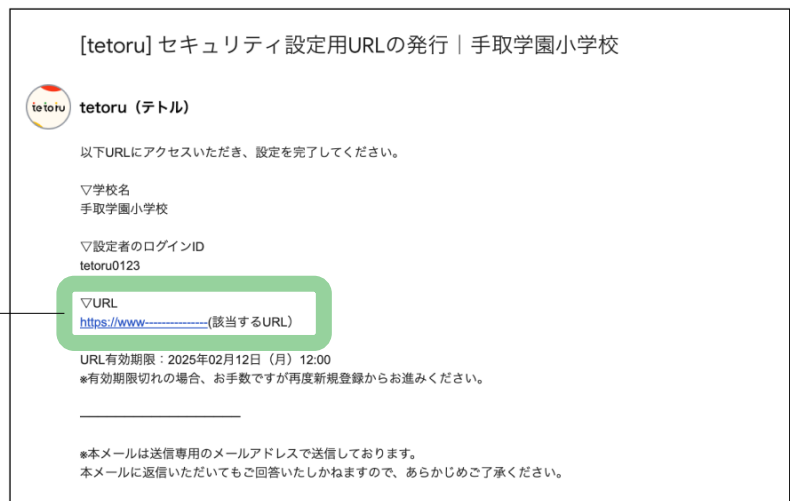 [tetoru] セキュリティ設定用URLの発行｜手取学園小学校
tetoru
tetoru（テトル）
以下URLにアクセスいただき、設定を完了してください。
▽学校名
手取学園小学校
▽設定者のログインID
tetoru0123
▽URL
https://www---------------(該当するURL）
URL有効期限：2025年02月12日（月）12:00
※有効期限切れの場合、お手数ですが再度新規登録からお進みください。
※本メールは送信専用のメールアドレスで送信しております。
本メールに返信いただいてもご回答いたしかねますので、あらかじめご了承ください。